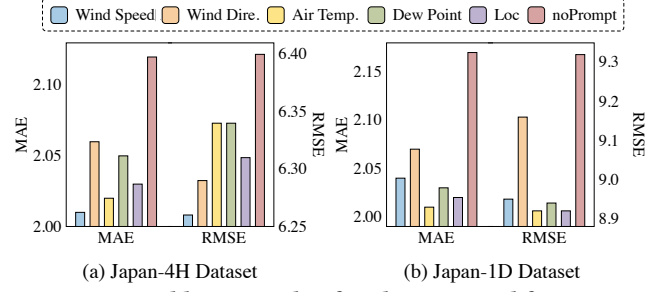 Wind Speed Wind Dire. Air Temp. Dew Point Loc noPrompt
2.10
2.05
2.00
MAE
MAE RMSE
6.40
6.35
6.30
6.25
RMSE
(a) Japan-4H Dataset
2.15
2.10
2.05
2.00
MAE
MAE RMSE
9.3
9.2
9.1
9.0
8.9
RMSE
(b) Japan-1D Dataset